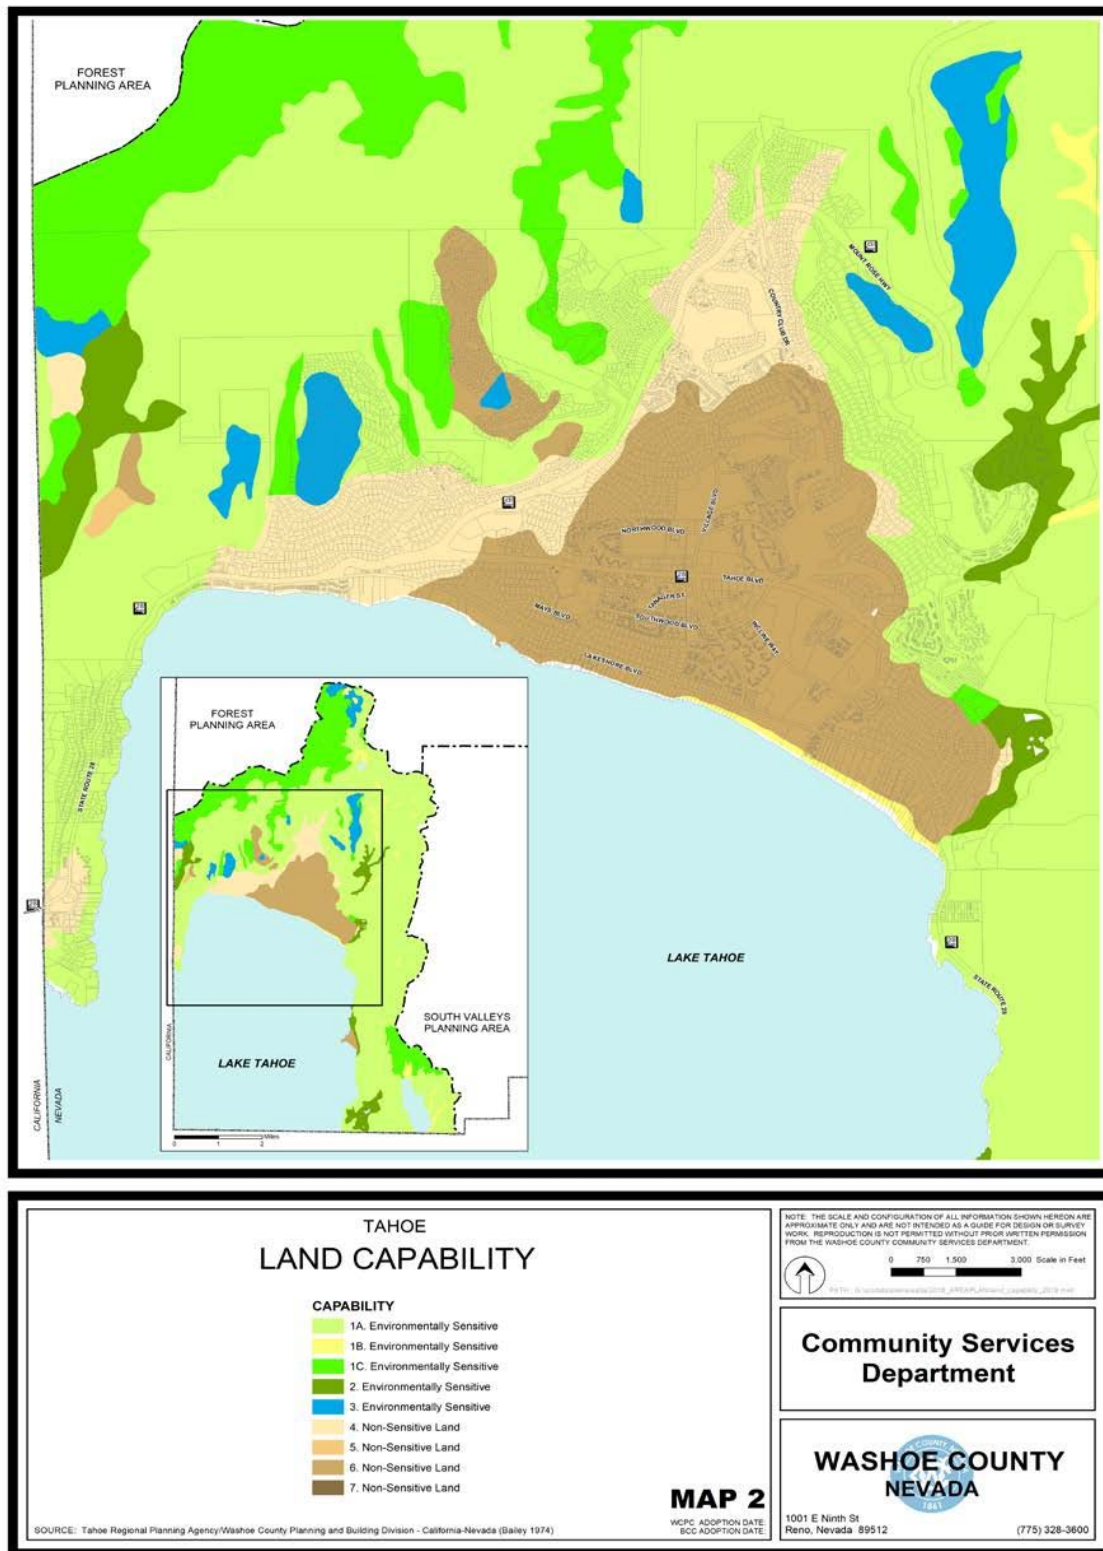 FOREST
PLANNING AREA
MOUNT ROSE HWY
COUNTRY CLUB DR
NORTHWOOD BLVD
VILLAGE BLVD
TAHOE BLVD
MAYS BLVD
SOUTHWOOD BLVD
INCLINE WAY
LAKESHORE BLVD
STATE ROUTE 28
LAKE TAHOE
STATE ROUTE 28
CALIFORNIA
NEVADA
FOREST
PLANNING AREA
SOUTH VALLEYS
PLANNING AREA
CALIFORNIA
LAKE TAHOE
0 1 2 Miles
TAHOE
LAND CAPABILITY
CAPABILITY
1A. Environmentally Sensitive
1B. Environmentally Sensitive
1C. Environmentally Sensitive
2. Environmentally Sensitive
3. Environmentally Sensitive
4. Non-Sensitive Land
5. Non-Sensitive Land
6. Non-Sensitive Land
7. Non-Sensitive Land
MAP 2
WCPC ADOPTION DATE:
BCC ADOPTION DATE:
SOURCE: Tahoe Regional Planning Agency/Washoe County Planning and Building Division - California-Nevada (Bailey 1974)
NOTE: THE SCALE AND CONFIGURATION OF ALL INFORMATION SHOWN HEREON ARE
APPROXIMATE ONLY AND ARE NOT INTENDED AS A GUIDE FOR DESIGN OR SURVEY
WORK. REPRODUCTION IS NOT PERMITTED WITHOUT PRIOR WRITTEN PERMISSION
FROM THE WASHOE COUNTY COMMUNITY SERVICES DEPARTMENT.
0 750 1,500 3,000 Scale in Feet
Community Services
Department
WASHOE COUNTY
NEVADA
1861
1001 E Ninth St
Reno, Nevada 89512
(775) 328-3600